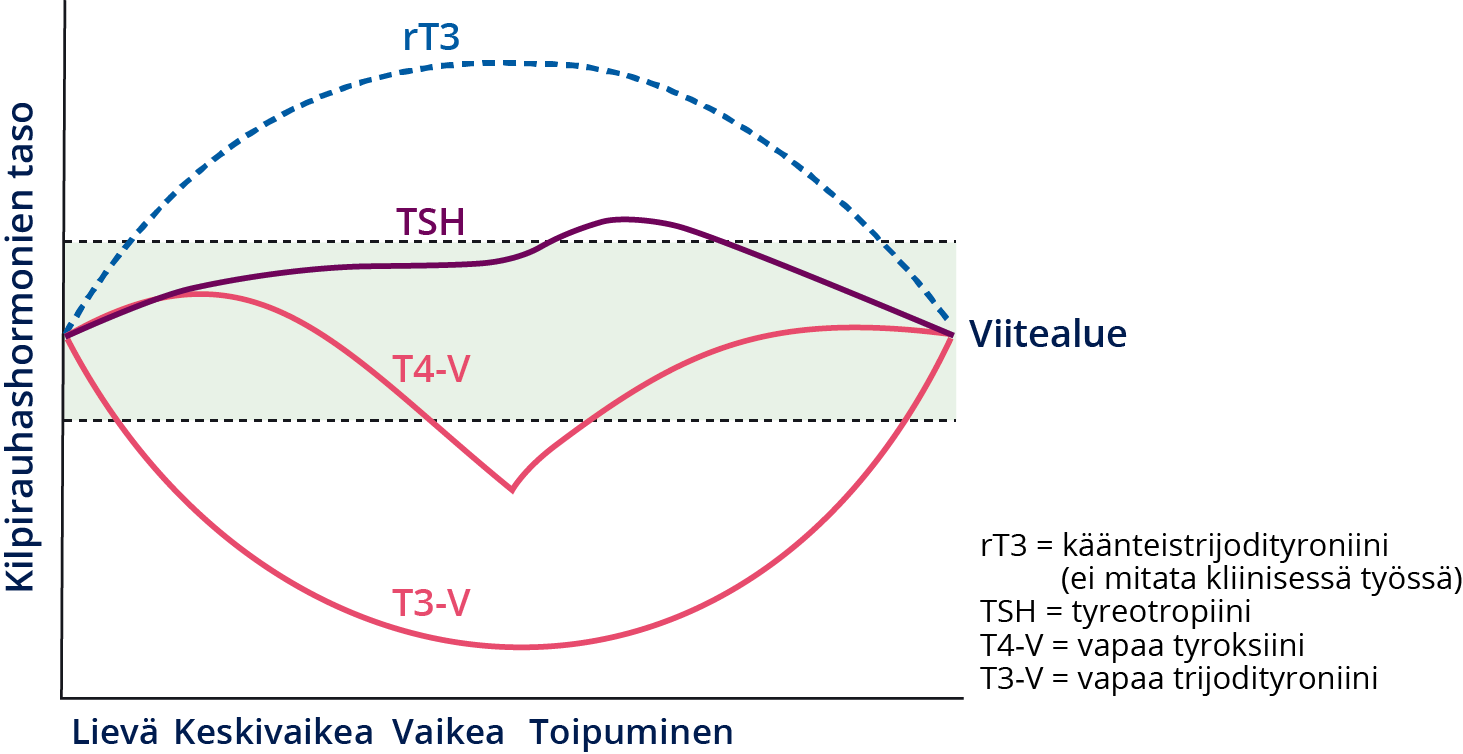 Kilpirauhashormonien taso
rT3
TSH
T4-V
T3-V
Viitealue
rT3 = käänteistrijodityroniini
(ei mitata kliinisessä työssä)
TSH = tyreotropiini
T4-V = vapaa tyroksiini
T3-V = vapaa trijodityroniini
Lievä Keskivaikea Vaikea Toipuminen